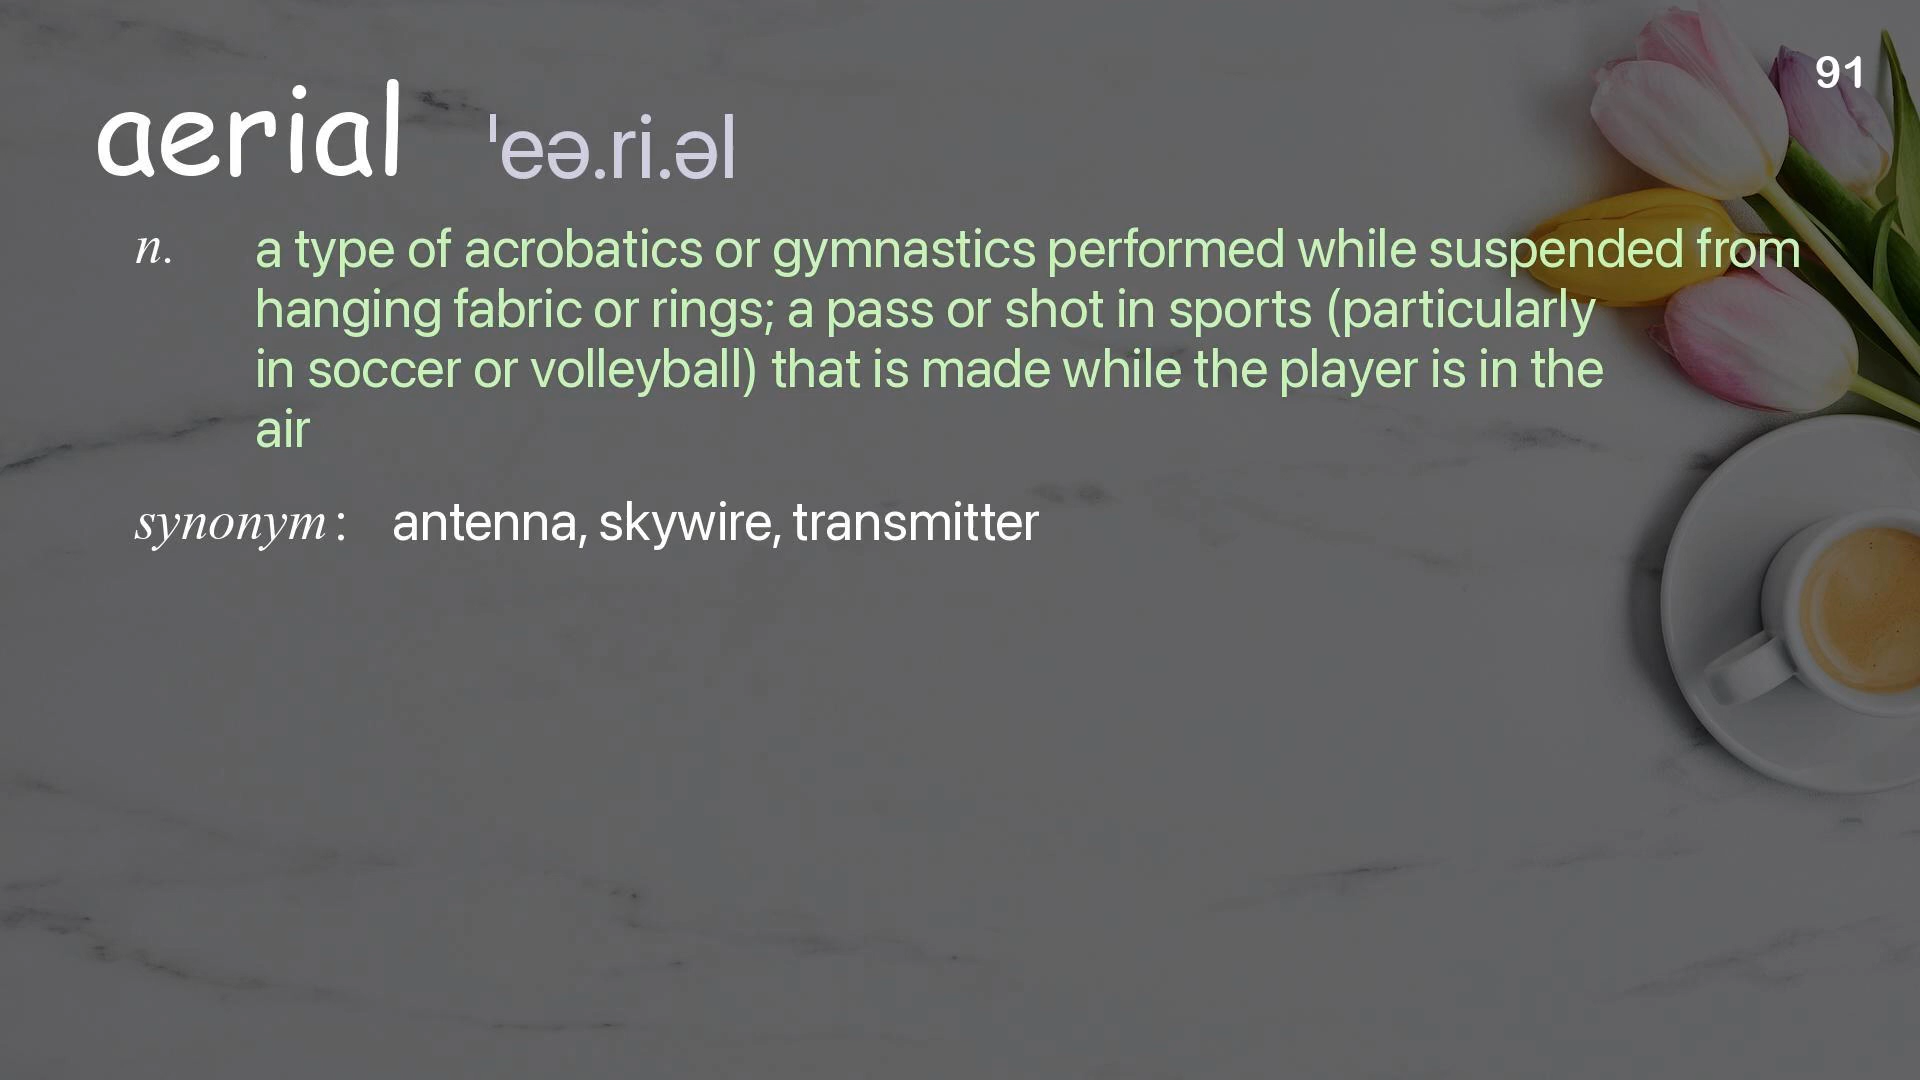 91
aerial ˈeə.ri.əl
n. a type of acrobatics or gymnastics performed while suspended from
hanging fabric or rings; a pass or shot in sports (particularly
in soccer or volleyball) that is made while the player is in the
air
synonym : antenna, skywire, transmitter